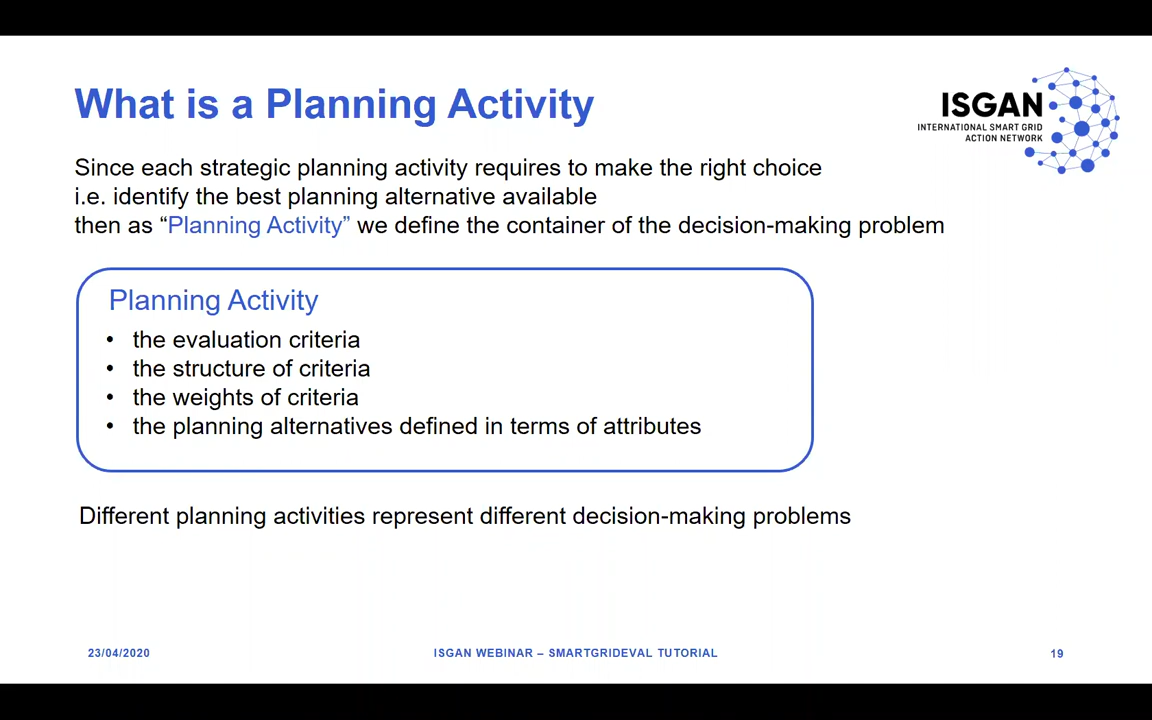 What is a Planning Activity
ISGAN
INTERNATIONAL SMART GRID
ACTION NETWORK
Since each strategic planning activity requires to make the right choice
i.e. identify the best planning alternative available
then as “Planning Activity” we define the container of the decision-making problem
Planning Activity
• the evaluation criteria
• the structure of criteria
• the weights of criteria
• the planning alternatives defined in terms of attributes
Different planning activities represent different decision-making problems
23/04/2020
ISGAN WEBINAR – SMARTGRIDEVAL TUTORIAL
19